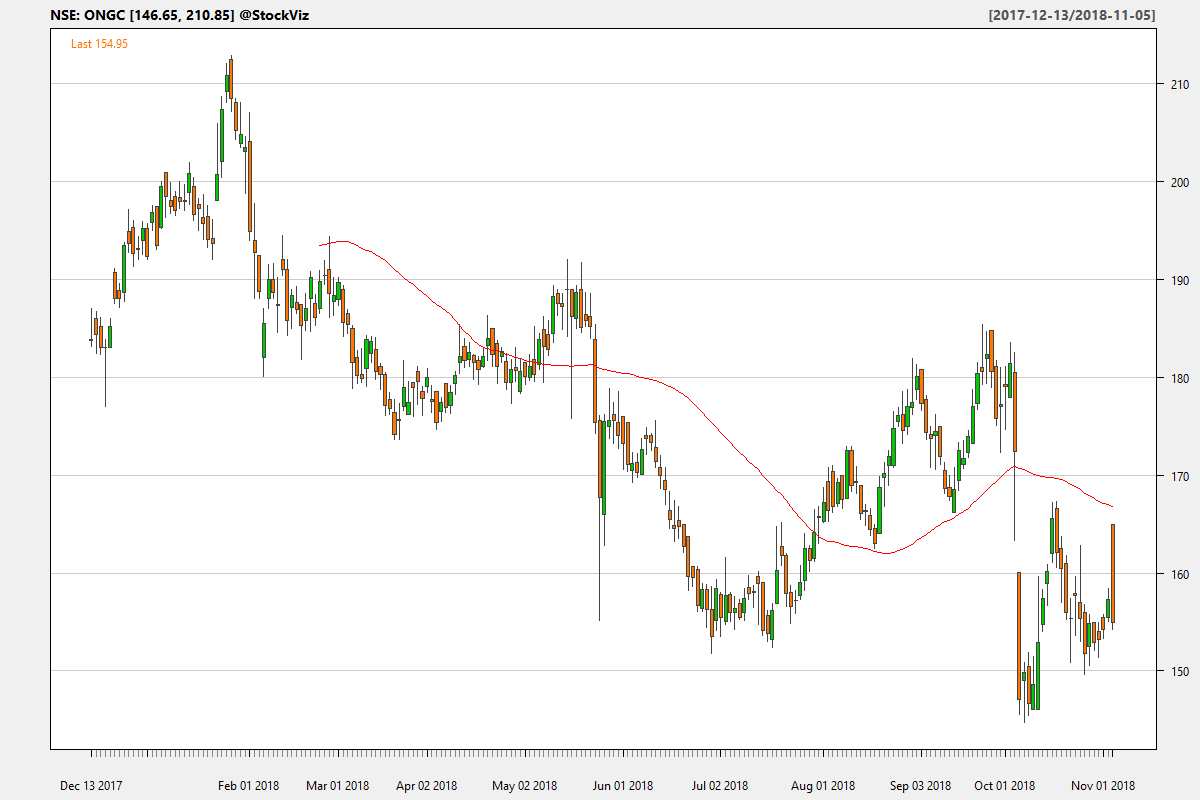 NSE: ONGC [146.65, 210.85] @StockViz
[2017-12-13/2018-11-05]
Last 154.95
210
200
190
180
170
160
150
Dec 13 2017
Feb 01 2018
Mar 01 2018
Apr 02 2018
May 02 2018
Jun 01 2018
Jul 02 2018
Aug 01 2018
Sep 03 2018
Oct 01 2018
Nov 01 2018